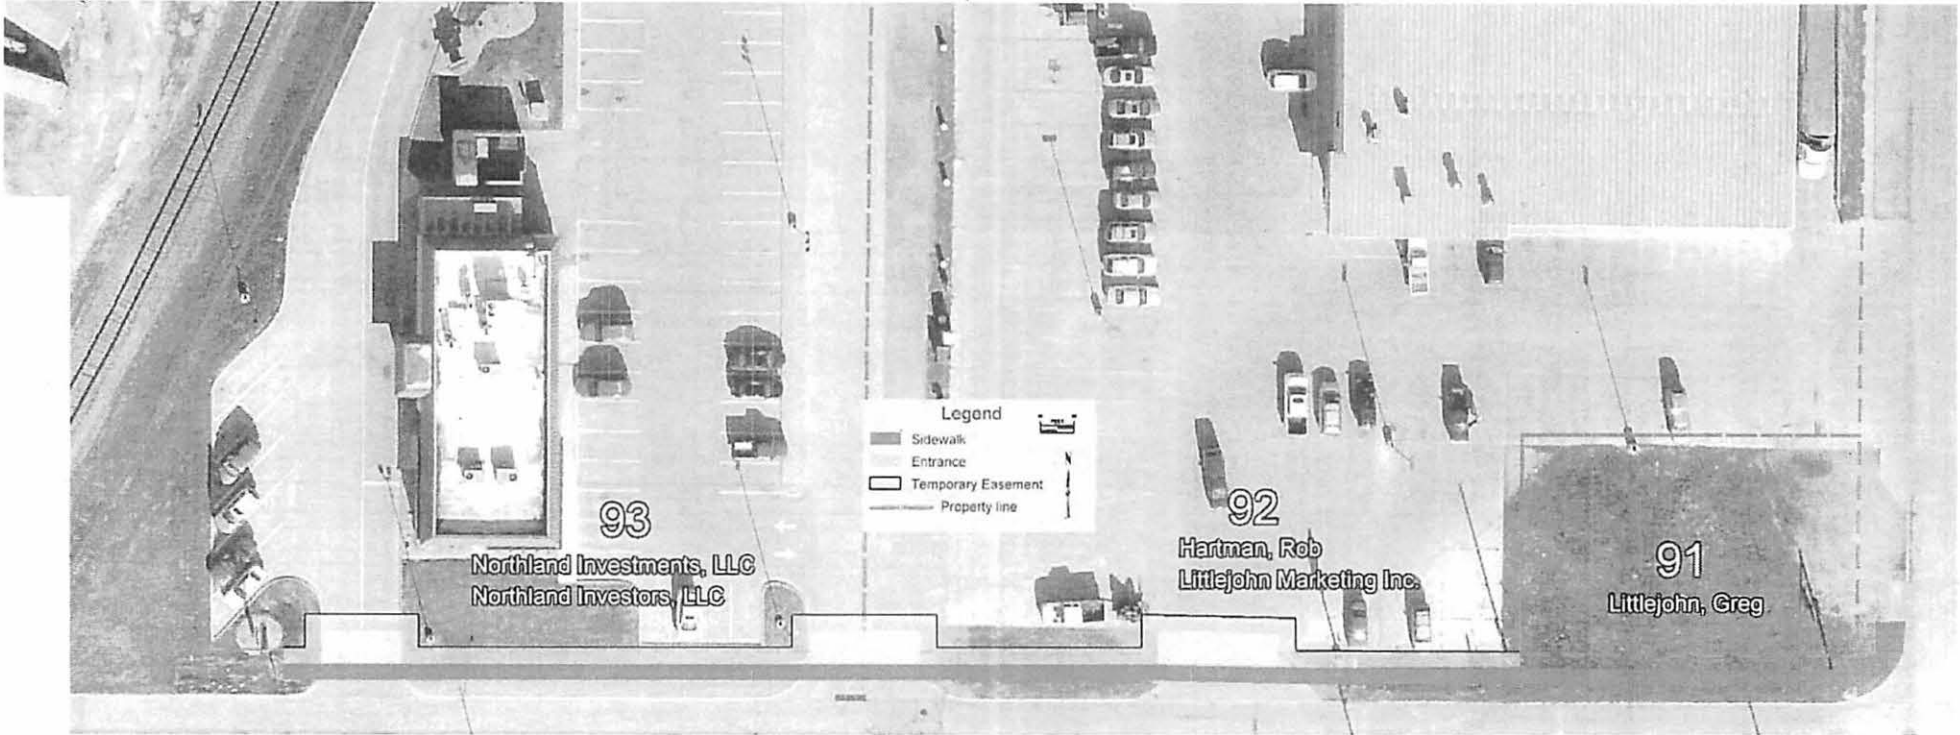 Legend
Sidewalk
Entrance
Temporary Easement
Property line
N
93
Northland Investments, LLC
Northland Investors, LLC
92
Hartman, Rob
Littlejohn Marketing Inc.
91
Littlejohn, Greg